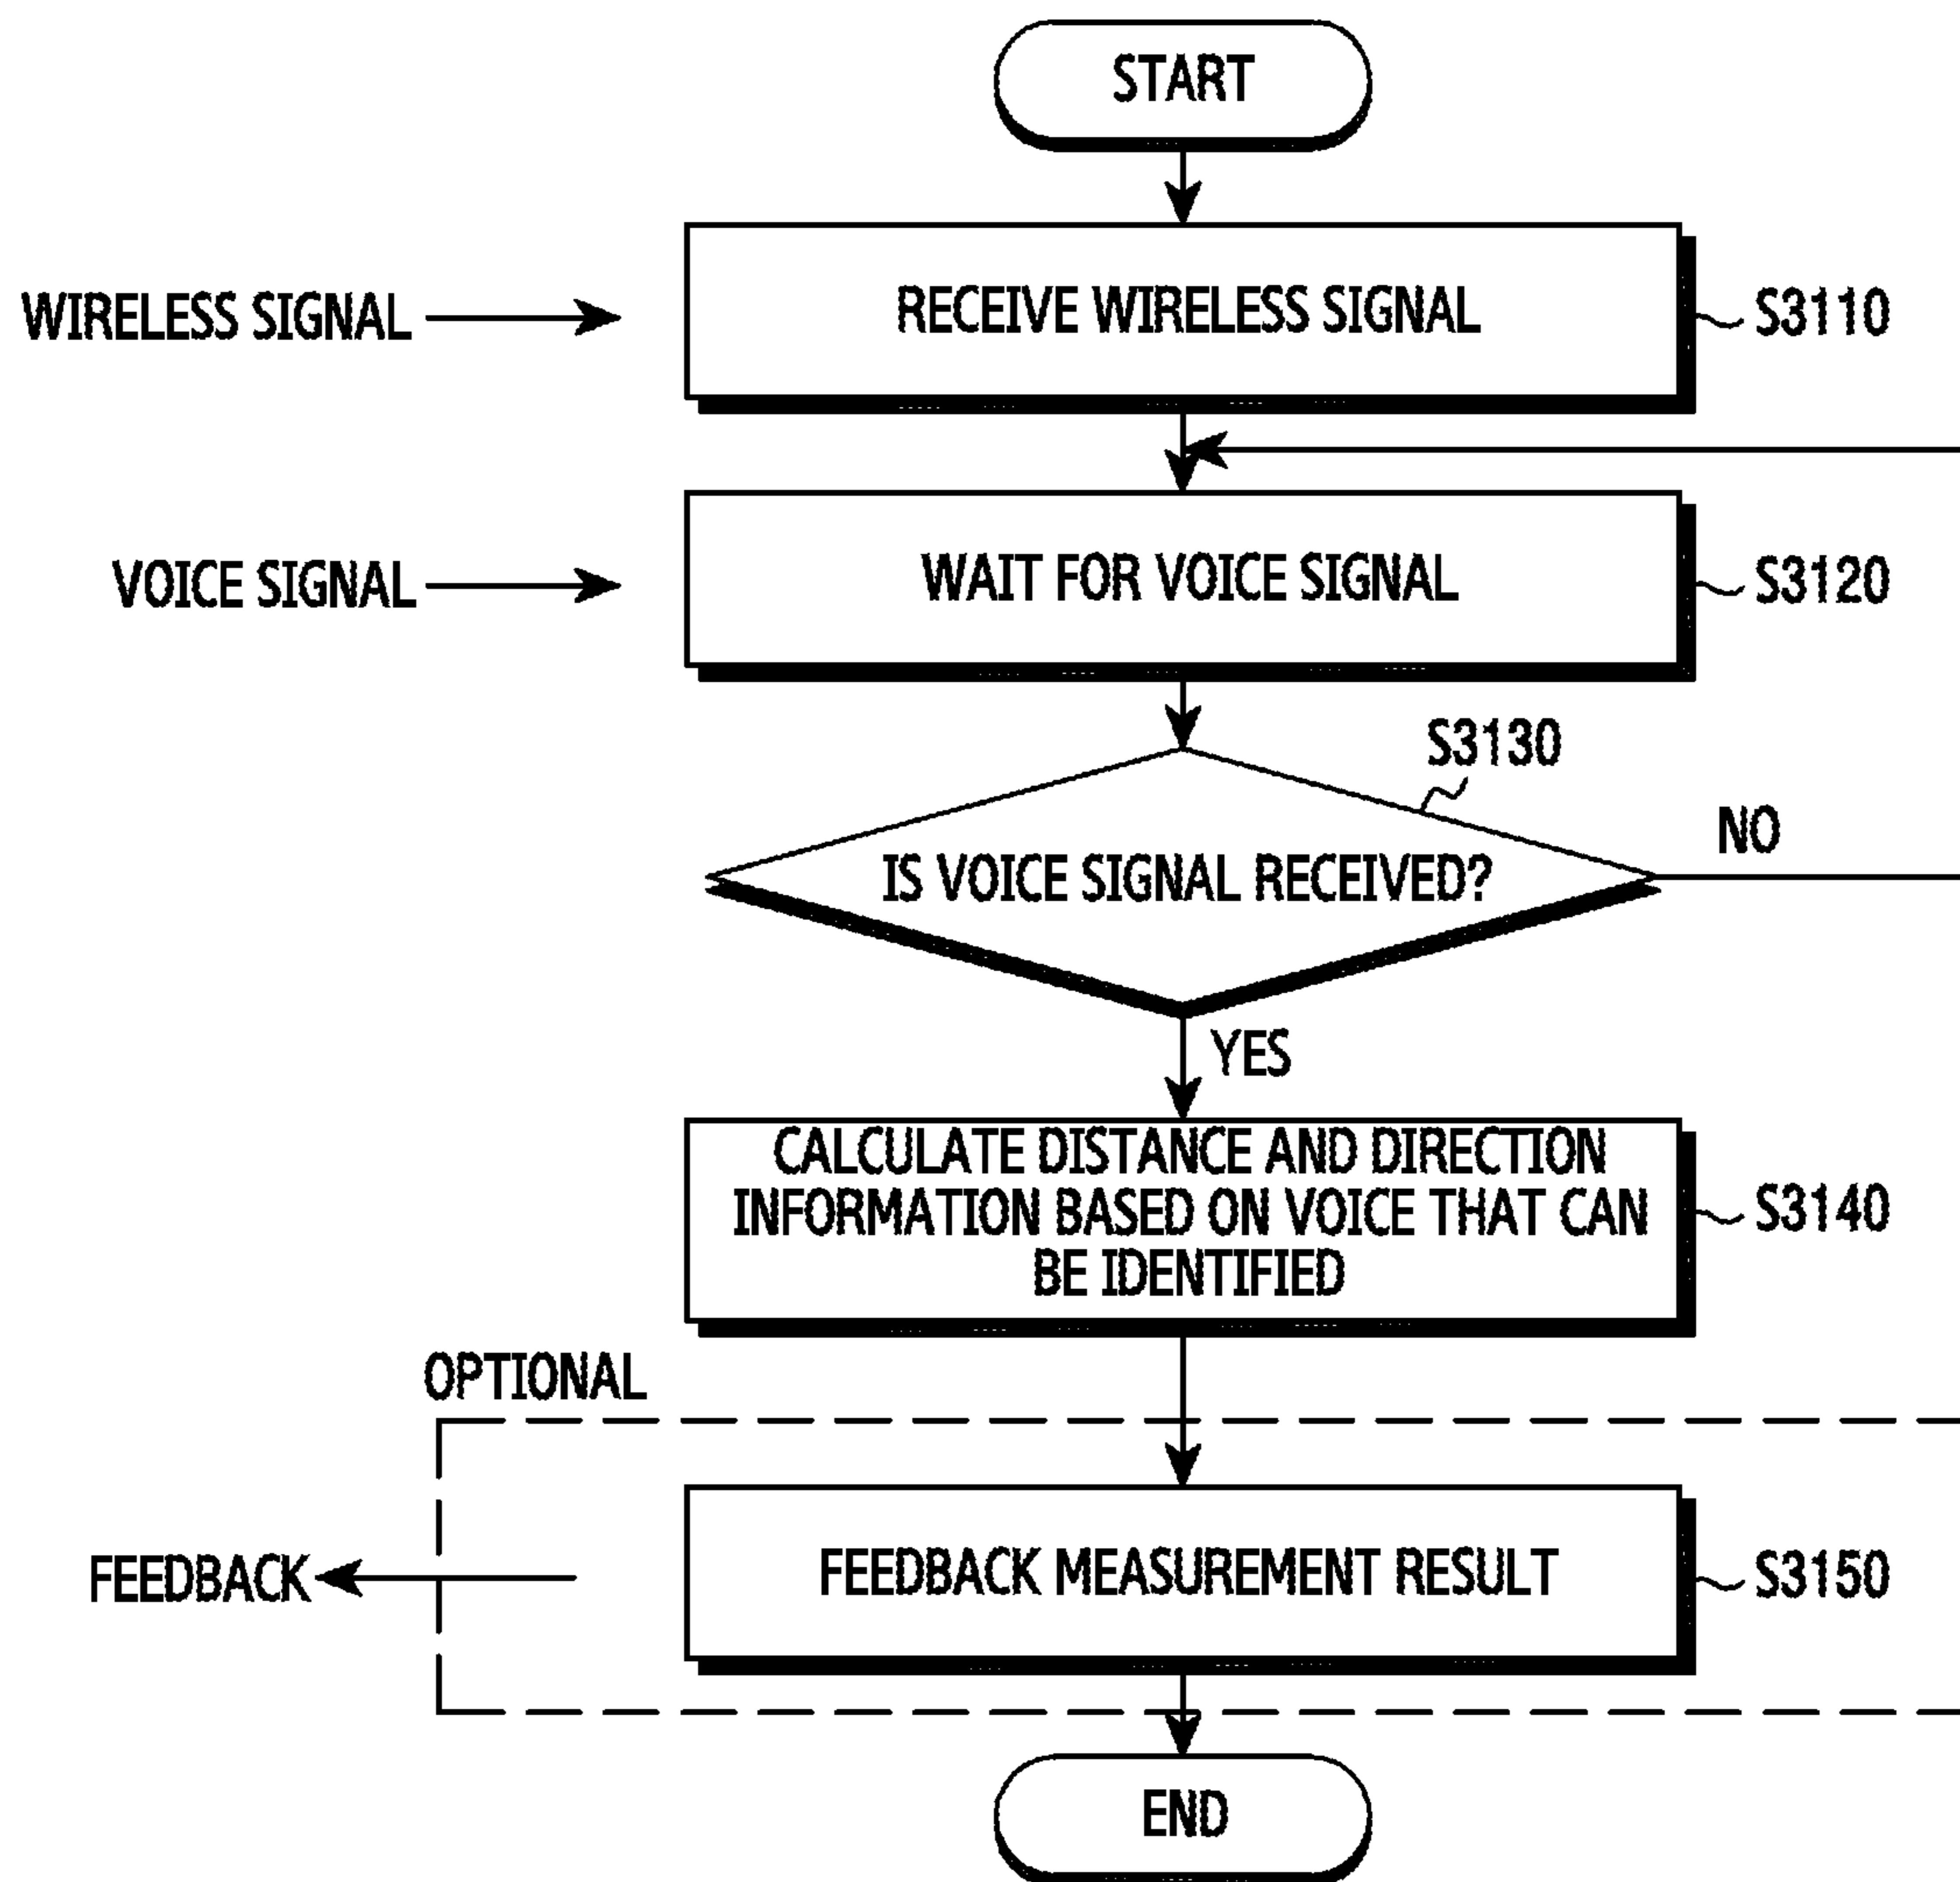 START
WIRELESS SIGNAL
RECEIVE WIRELESS SIGNAL
S3110
VOICE SIGNAL
WAIT FOR VOICE SIGNAL
S3120
S3130
IS VOICE SIGNAL RECEIVED?
NO
YES
CALCULATE DISTANCE AND DIRECTION
INFORMATION BASED ON VOICE THAT CAN
BE IDENTIFIED
S3140
OPTIONAL
FEEDBACK
FEEDBACK MEASUREMENT RESULT
S3150
END